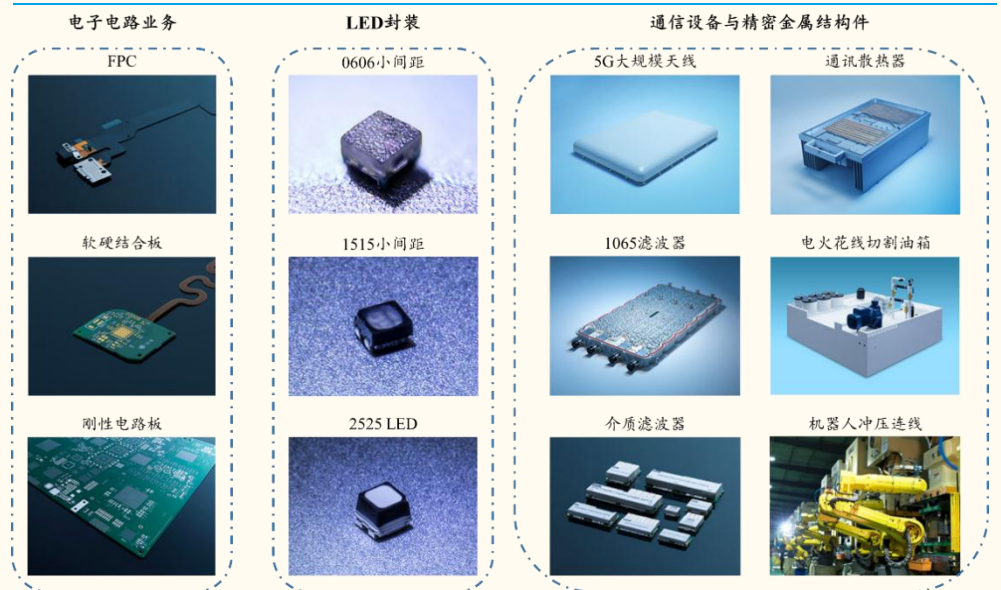 电子电路业务
LED封装
通信设备与精密金属结构件
FPC
0606小间距
5G大规模天线
通讯散热器
软硬结合板
1515小间距
1065滤波器
电火花线切割油箱
刚性电路板
2525 LED
介质滤波器
机器人冲压连线